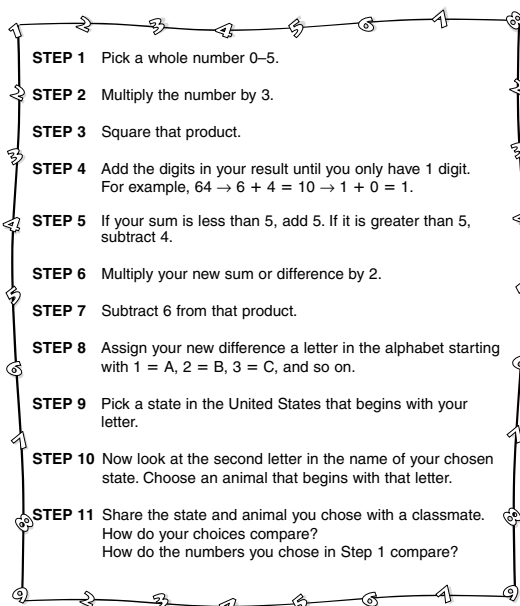 STEP 1 Pick a whole number 0–5.
STEP 2 Multiply the number by 3.
STEP 3 Square that product.
STEP 4 Add the digits in your result until you only have 1 digit.
For example, 64 → 6 + 4 = 10 → 1 + 0 = 1.
STEP 5 If your sum is less than 5, add 5. If it is greater than 5,
subtract 4.
STEP 6 Multiply your new sum or difference by 2.
STEP 7 Subtract 6 from that product.
STEP 8 Assign your new difference a letter in the alphabet starting
with 1 = A, 2 = B, 3 = C, and so on.
STEP 9 Pick a state in the United States that begins with your
letter.
STEP 10 Now look at the second letter in the name of your chosen
state. Choose an animal that begins with that letter.
STEP 11 Share the state and animal you chose with a classmate.
How do your choices compare?
How do the numbers you chose in Step 1 compare?